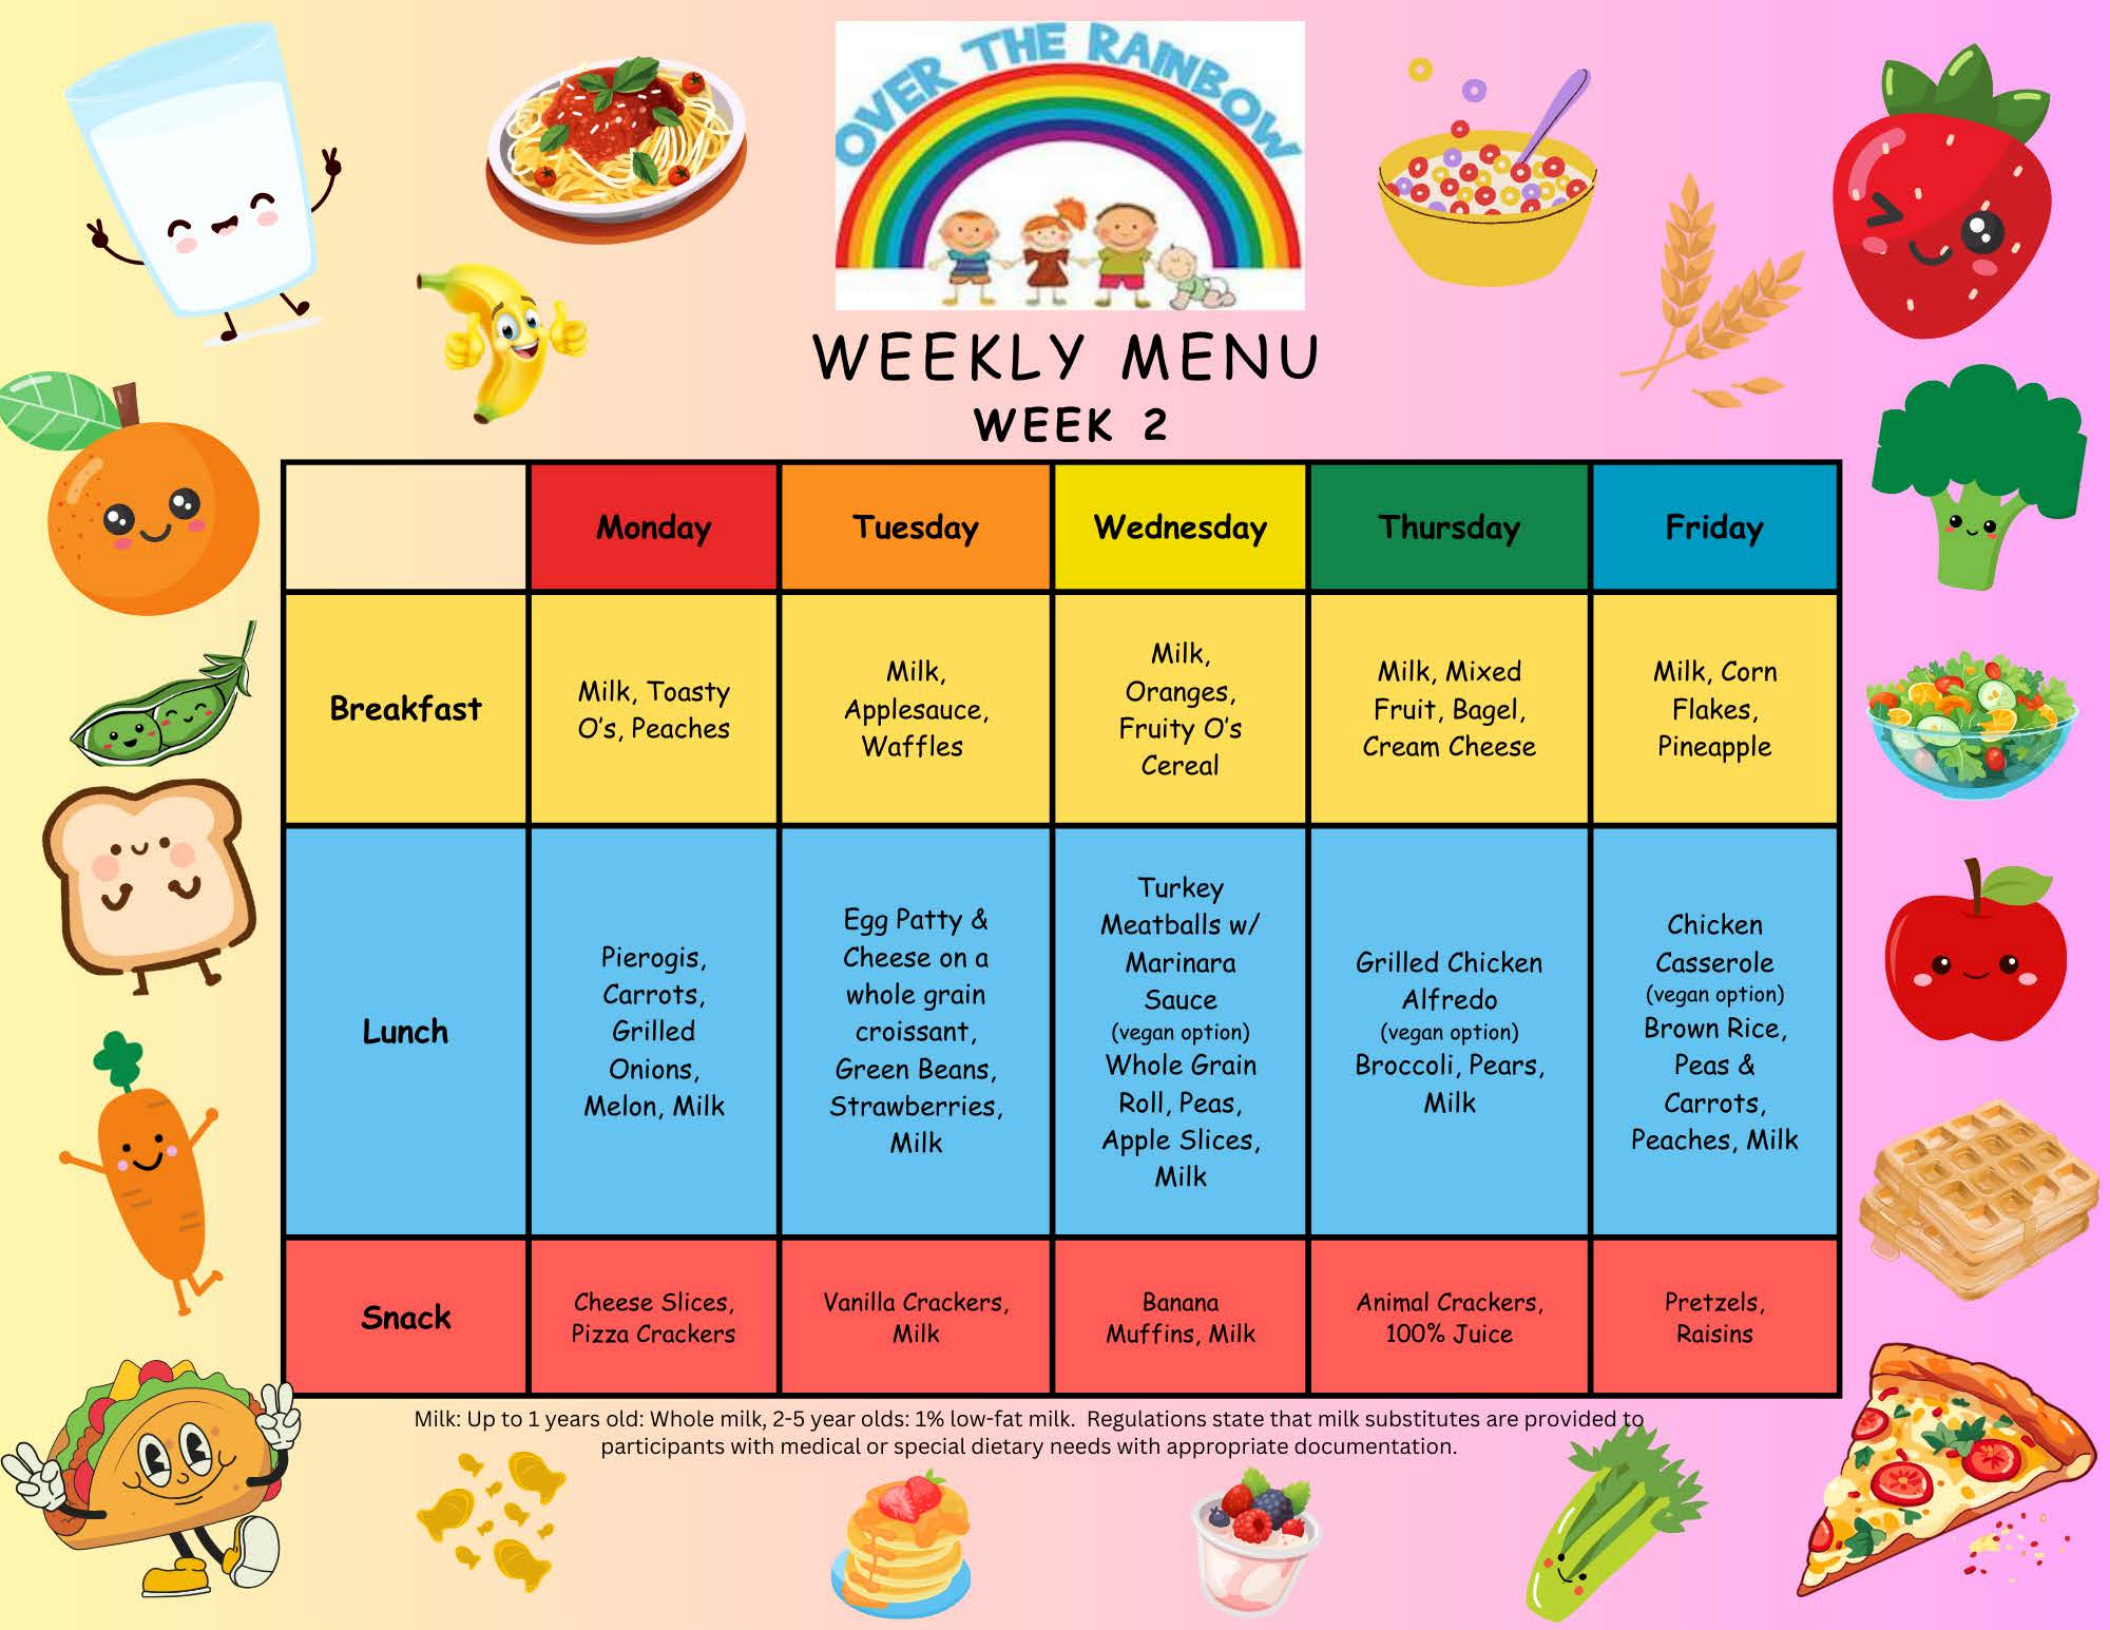 OVER THE RAINBOW
WEEKLY MENU
WEEK 2
Monday
Tuesday
Wednesday
Thursday
Friday
Breakfast
Milk, Toasty
O's, Peaches
Milk,
Applesauce,
Waffles
Milk,
Oranges,
Fruity O's
Cereal
Milk, Mixed
Fruit, Bagel,
Cream Cheese
Milk, Corn
Flakes,
Pineapple
Lunch
Pierogis,
Carrots,
Grilled
Onions,
Melon, Milk
Egg Patty &
Cheese on a
whole grain
croissant,
Green Beans,
Strawberries,
Milk
Turkey
Meatballs w/
Marinara
Sauce
(vegan option)
Whole Grain
Roll, Peas,
Apple Slices,
Milk
Grilled Chicken
Alfredo
(vegan option)
Broccoli, Pears,
Milk
Chicken
Casserole
(vegan option)
Brown Rice,
Peas &
Carrots,
Peaches, Milk
Snack
Cheese Slices,
Pizza Crackers
Vanilla Crackers,
Milk
Banana
Muffins, Milk
Animal Crackers,
100% Juice
Pretzels,
Raisins
Milk: Up to 1 years old: Whole milk, 2-5 year olds: 1% low-fat milk.  Regulations state that milk substitutes are provided to
participants with medical or special dietary needs with appropriate documentation.